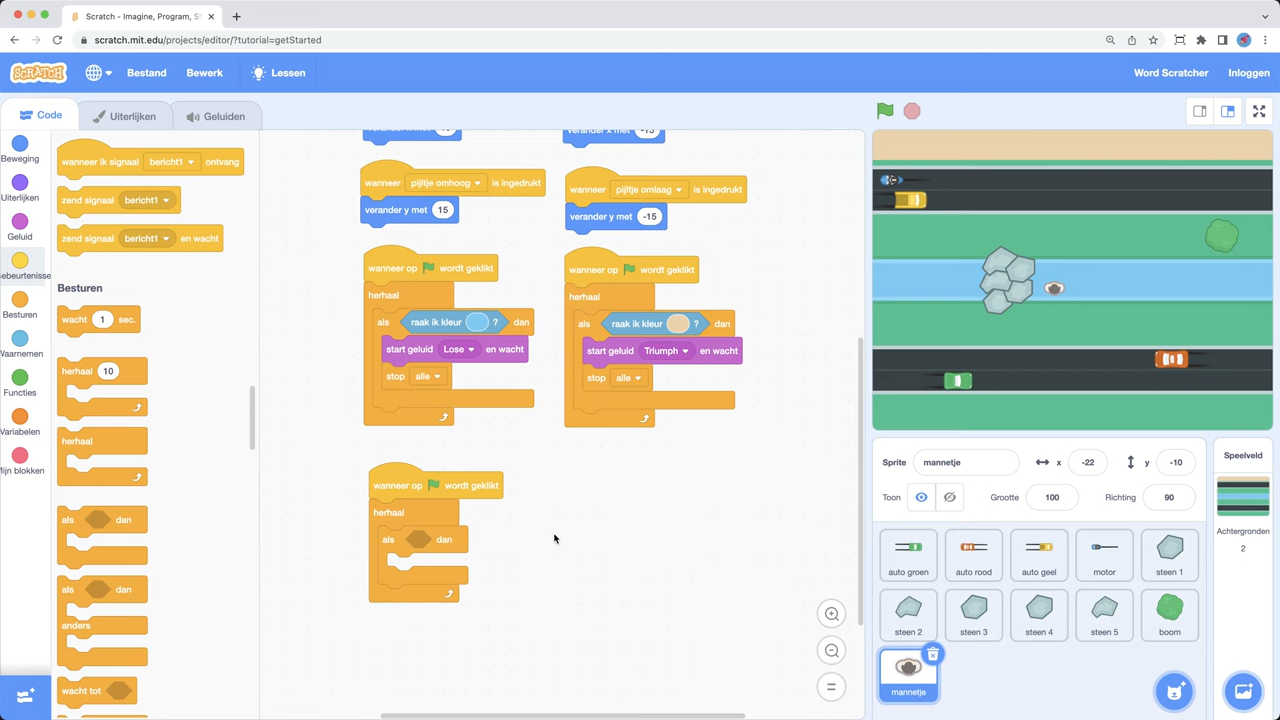 Scratch - Imagine, Program, S
scratch.mit.edu/projects/editor/?tutorial=getStarted
SCRATCH
Bestand
Bewerk
Lessen
Word Scratcher
Inloggen
Code
Uiterlijken
Geluiden
Beweging
Uiterlijken
Geluid
ebeurtenisse
Besturen
Waarnemen
Functies
Variabelen
ijn blokken
wanneer ik signaal bericht1 ontvang
zend signaal bericht1
zend signaal bericht1 en wacht
Besturen
wacht 1 sec.
herhaal 10
herhaal
als dan
als dan
anders
wacht tot
wanneer pijltje omhoog is ingedrukt
verander y met 15
wanneer pijltje omlaag is ingedrukt
verander y met -15
wanneer op wordt geklikt
herhaal
als raak ik kleur ? dan
start geluid Lose en wacht
stop alle
wanneer op wordt geklikt
herhaal
als raak ik kleur ? dan
start geluid Triumph en wacht
stop alle
wanneer op wordt geklikt
herhaal
als dan
Sprite mannetje x -22 y -10
Toon Grootte 100 Richting 90
auto groen
auto rood
auto geel
motor
steen 1
steen 2
steen 3
steen 4
steen 5
boom
mannetje
Speelveld
Achtergronden
2